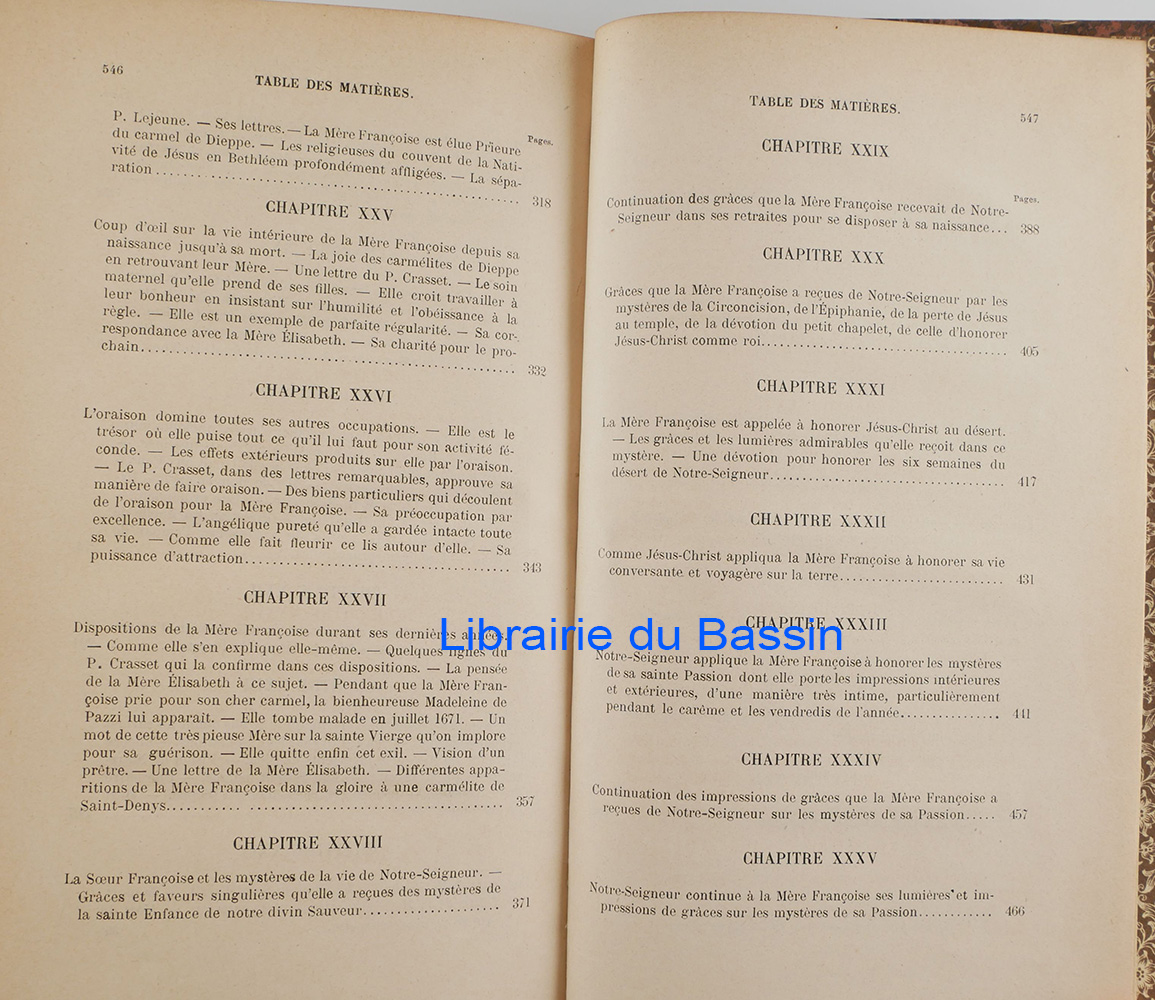 546
TABLE DES MATIÈRES.
Pages.
P. Lejeune. — Ses lettres. — La Mère Françoise est élue Prieure
du carmel de Dieppe. — Les religieuses du couvent de la Nati-
vité de Jésus en Bethléem profondément affligées. — La sépa-
ration........................................ 318
CHAPITRE XXV
Coup d'œil sur la vie intérieure de la Mère Françoise depuis sa
naissance jusqu'à sa mort. — La joie des carmélites de Dieppe
en retrouvant leur Mère. — Une lettre du P. Crasset. — Le soin
maternel qu'elle prend de ses filles. — Elle croit travailler à
leur bonheur en insistant sur l'humilité et l'obéissance à la
règle. — Elle est un exemple de parfaite régularité. — Sa cor-
respondance avec la Mère Élisabeth. — Sa charité pour le pro-
chain........................................ 332
CHAPITRE XXVI
L'oraison domine toutes ses autres occupations. — Elle est le
trésor où elle puise tout ce qu'il lui faut pour son activité fé-
conde. — Les effets extérieurs produits sur elle par l'oraison.
— Le P. Crasset, dans des lettres remarquables, approuve sa
manière de faire oraison. — Des biens particuliers qui découlent
de l'oraison pour la Mère Françoise. — Sa préoccupation par
excellence. — L'angélique pureté qu'elle a gardée intacte toute
sa vie. — Comme elle fait fleurir ce lis autour d'elle. — Sa
puissance d'attraction........................................ 343
CHAPITRE XXVII
Dispositions de la Mère Françoise durant ses dernières années.
— Comme elle s'en explique elle-même. — Quelques lignes du
P. Crasset qui la confirme dans ces dispositions. — La pensée
de la Mère Élisabeth à ce sujet. — Pendant que la Mère Fran-
çoise prie pour son cher carmel, la bienheureuse Madeleine de
Pazzi lui apparaît. — Elle tombe malade en juillet 1671. — Un
mot de cette très pieuse Mère sur la sainte Vierge qu'on implore
pour sa guérison. — Elle quitte enfin cet exil. — Vision d'un
prêtre. — Une lettre de la Mère Élisabeth. — Différentes appa-
ritions de la Mère Françoise dans la gloire à une carmélite de
Saint-Denys........................................ 357
CHAPITRE XXVIII
La Sœur Françoise et les mystères de la vie de Notre-Seigneur. —
Grâces et faveurs singulières qu'elle a reçues des mystères de
la sainte Enfance de notre divin Sauveur.................... 371
TABLE DES MATIÈRES.
547
CHAPITRE XXIX
Pages.
Continuation des grâces que la Mère Françoise recevait de Notre-
Seigneur dans ses retraites pour se disposer à sa naissance... 388
CHAPITRE XXX
Grâces que la Mère Françoise a reçues de Notre-Seigneur par les
mystères de la Circoncision, de l'Épiphanie, de la perte de Jésus
au temple, de la dévotion du petit chapelet, de celle d'honorer
Jésus-Christ comme roi........................................ 405
CHAPITRE XXXI
La Mère Françoise est appelée à honorer Jésus-Christ au désert.
— Les grâces et les lumières admirables qu'elle reçoit dans ce
mystère. — Une dévotion pour honorer les six semaines du
désert de Notre-Seigneur................................... 417
CHAPITRE XXXII
Comme Jésus-Christ appliqua la Mère Françoise à honorer sa vie
conversante et voyagère sur la terre......................... 431
CHAPITRE XXXIII
Notre-Seigneur applique la Mère Françoise à honorer les mystères
de sa sainte Passion dont elle porte les impressions intérieures
et extérieures, d'une manière très intime, particulièrement
pendant le carême et les vendredis de l'année............... 441
CHAPITRE XXXIV
Continuation des impressions de grâces que la Mère Françoise a
reçues de Notre-Seigneur sur les mystères de sa Passion..... 457
CHAPITRE XXXV
Notre-Seigneur continue à la Mère Françoise ses lumières et im-
pressions de grâces sur les mystères de sa Passion............ 466
Librairie du Bassin